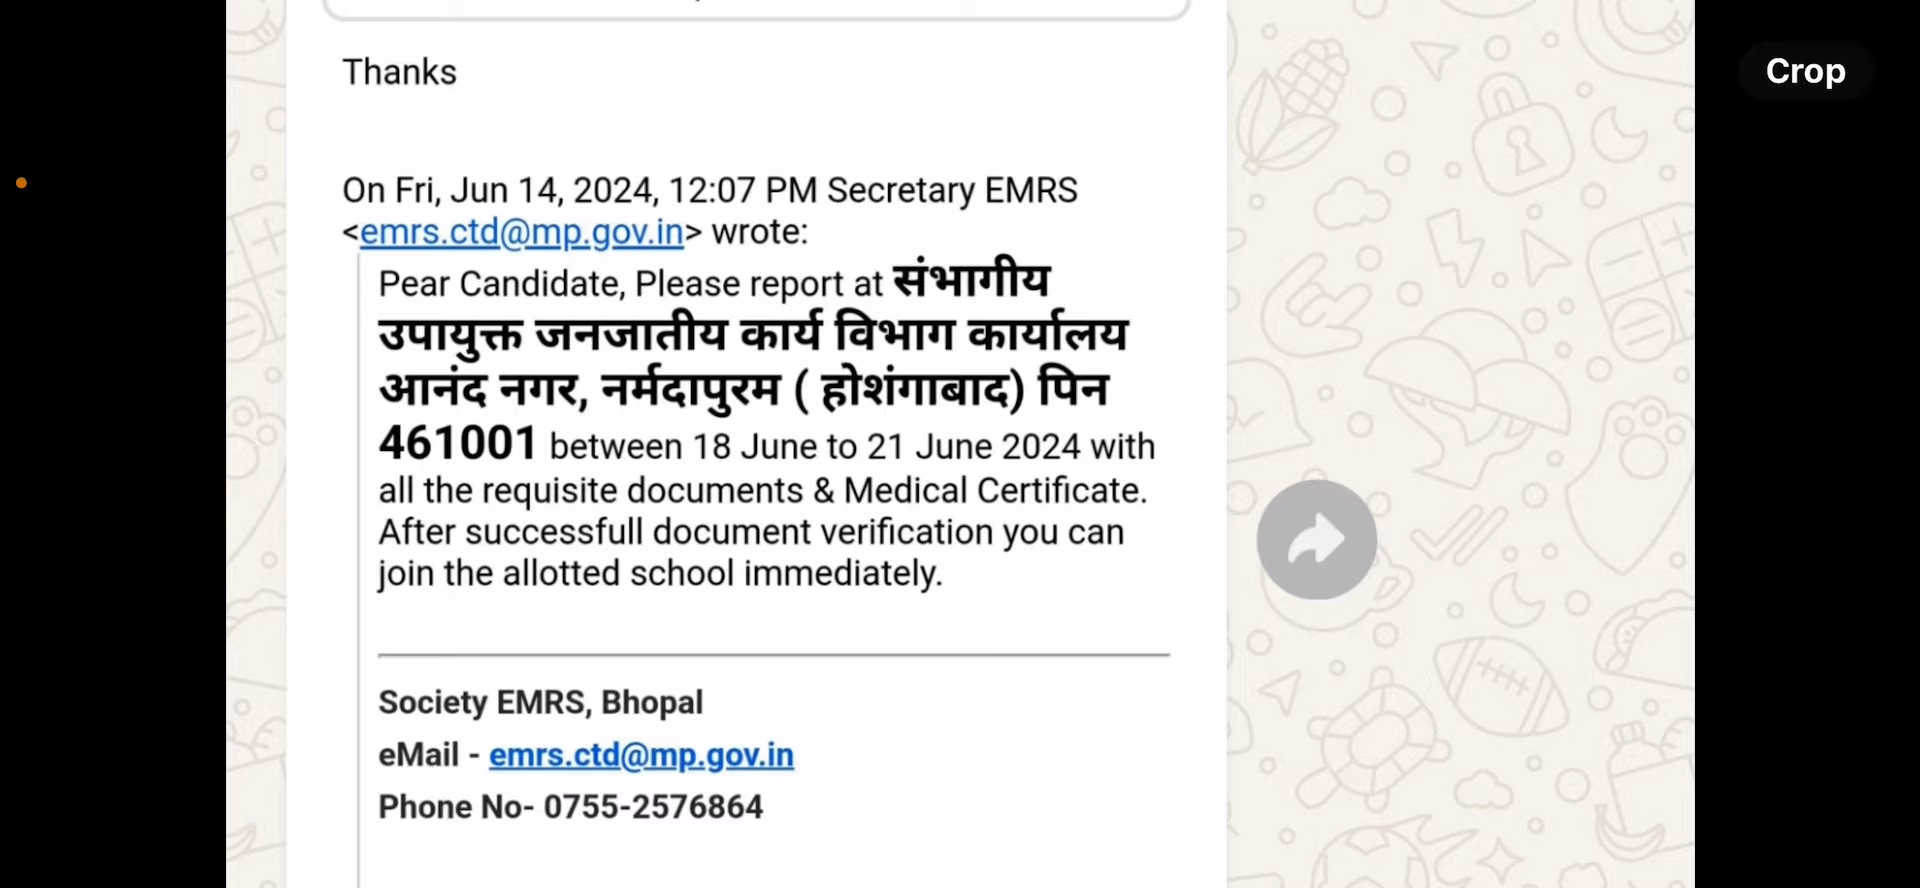 Crop
Thanks
On Fri, Jun 14, 2024, 12:07 PM Secretary EMRS
<emrs.ctd@mp.gov.in> wrote:
Pear Candidate, Please report at संभागीय
उपायुक्त जनजातीय कार्य विभाग कार्यालय
आनंद नगर, नर्मदापुरम ( होशंगाबाद) पिन
461001 between 18 June to 21 June 2024 with
all the requisite documents & Medical Certificate.
After successfull document verification you can
join the allotted school immediately.
Society EMRS, Bhopal
eMail - emrs.ctd@mp.gov.in
Phone No- 0755-2576864